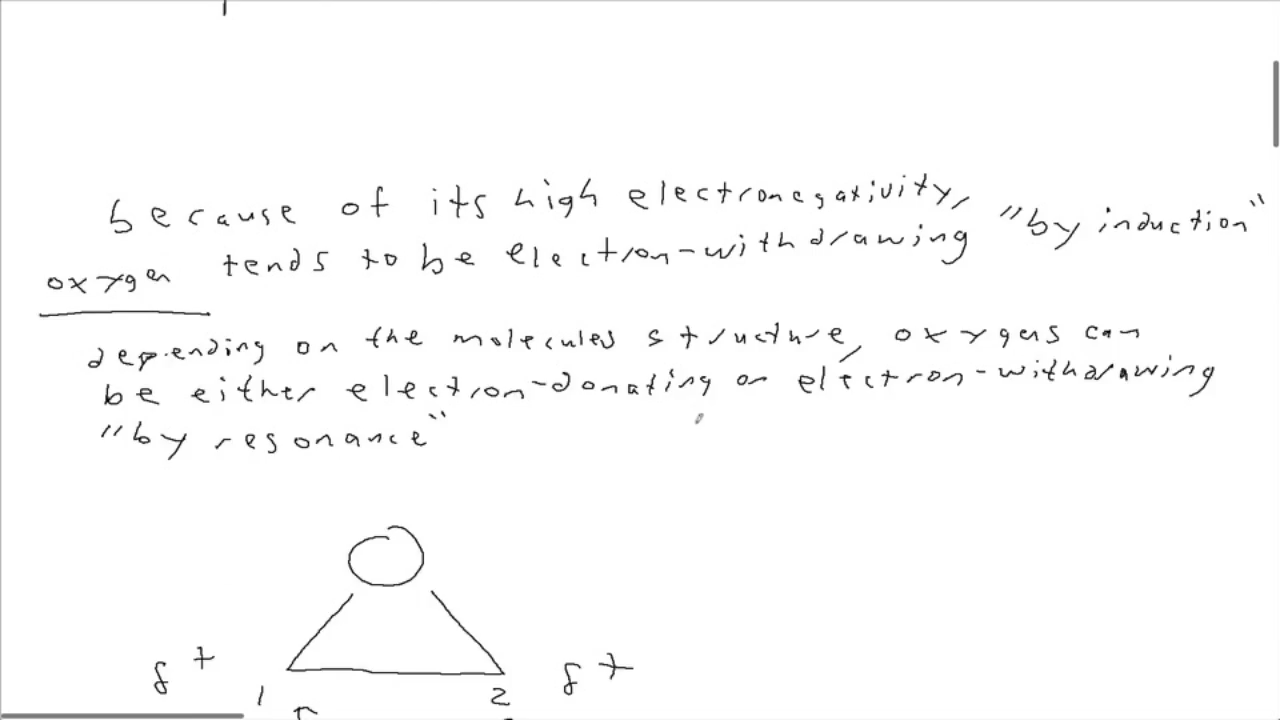 because of its high electronegativity, "by induction"
oxygen tends to be electron-withdrawing
depending on the molecules structure, oxygens can
be either electron-donating or electron-withdrawing
"by resonance"
O
δ+ δ+
1 2